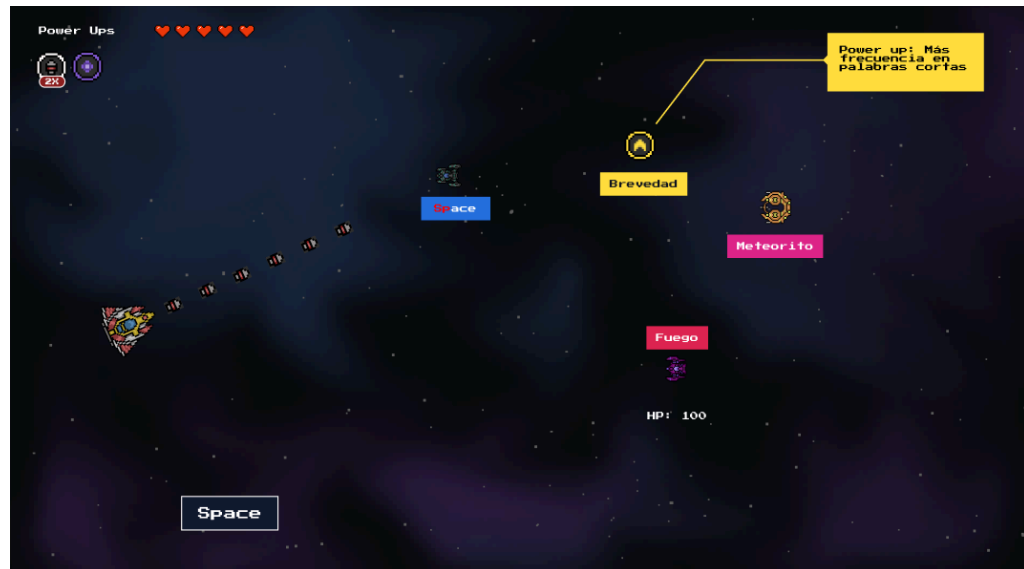 Power Ups
2X
Power up: Más
frecuencia en
palabras cortas
Brevedad
Space
Meteorito
Fuego
HP: 100
Space